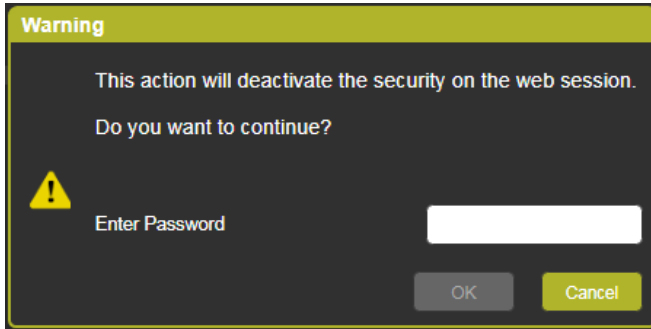 Warning
This action will deactivate the security on the web session.
Do you want to continue?
Enter Password
OK
Cancel